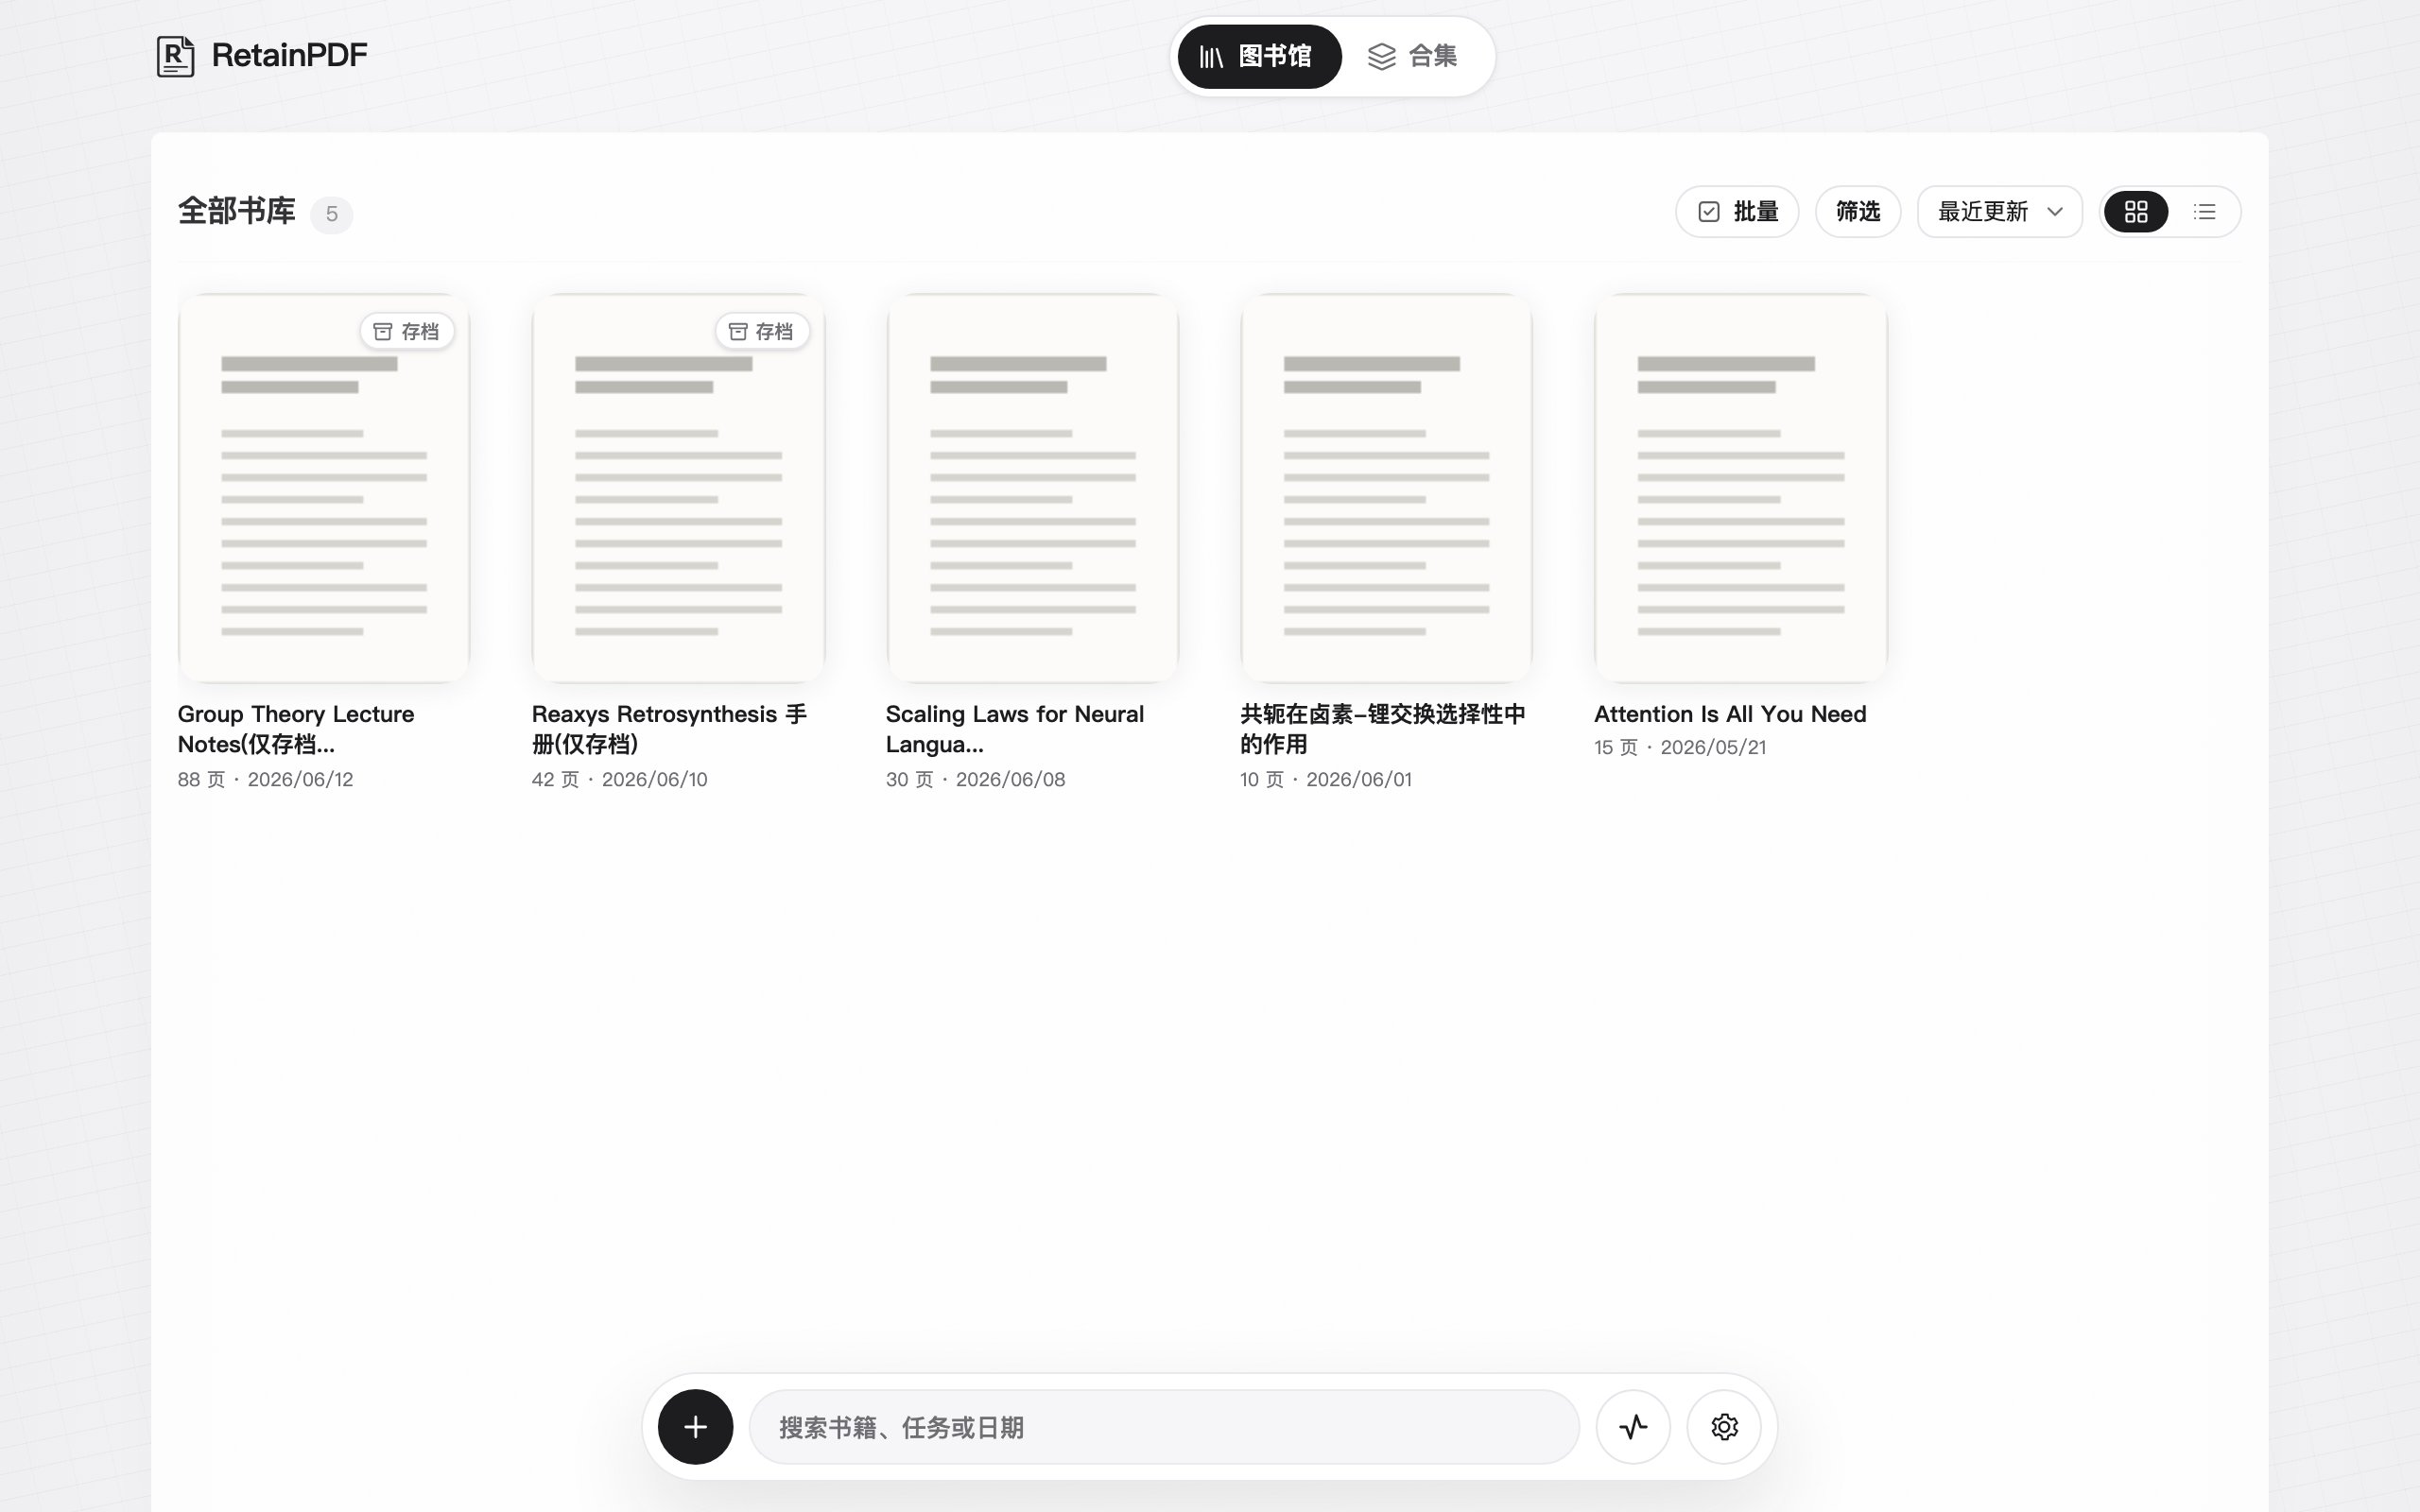 RetainPDF
图书馆
合集
全部书库 5
批量
筛选
最近更新
存档
存档
Group Theory Lecture
Notes(仅存档...
88 页 · 2026/06/12
Reaxys Retrosynthesis 手
册(仅存档)
42 页 · 2026/06/10
Scaling Laws for Neural
Langua...
30 页 · 2026/06/08
共轭在卤素–锂交换选择性中
的作用
10 页 · 2026/06/01
Attention Is All You Need
15 页 · 2026/05/21
搜索书籍、任务或日期